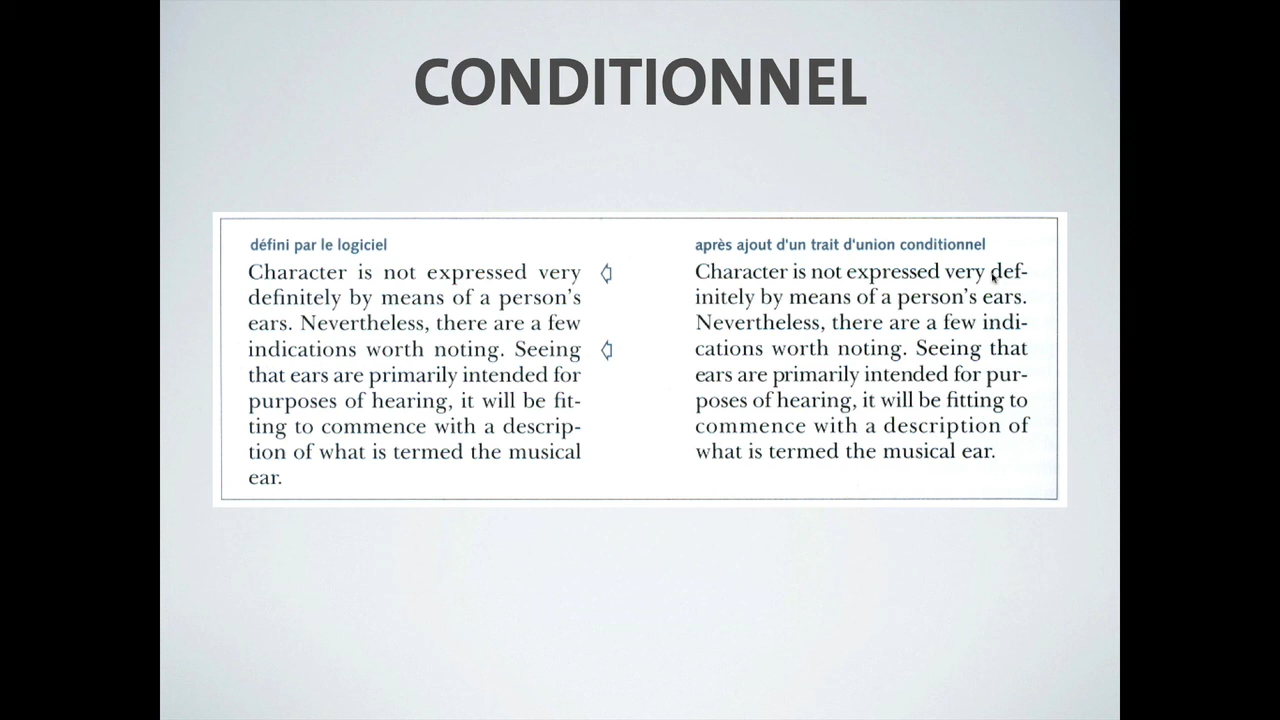 CONDITIONNEL
défini par le logiciel
Character is not expressed very
definitely by means of a person's
ears. Nevertheless, there are a few
indications worth noting. Seeing
that ears are primarily intended for
purposes of hearing, it will be fit-
ting to commence with a descrip-
tion of what is termed the musical
ear.
après ajout d'un trait d'union conditionnel
Character is not expressed very def-
initely by means of a person's ears.
Nevertheless, there are a few indi-
cations worth noting. Seeing that
ears are primarily intended for pur-
poses of hearing, it will be fitting to
commence with a description of
what is termed the musical ear.